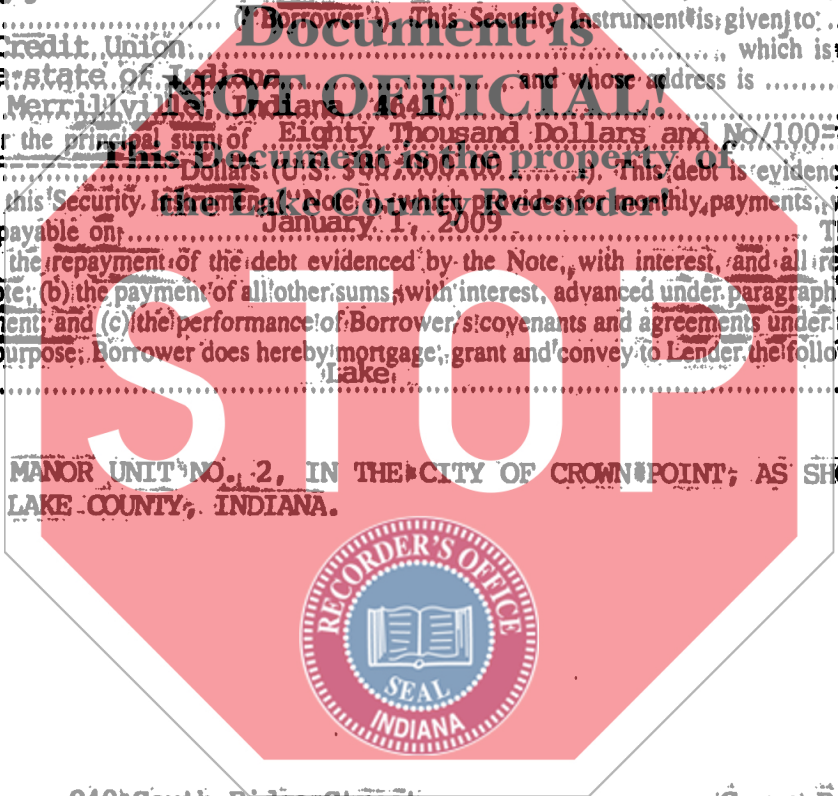 ("Borrower"). This Security Instrument is given to
Document is
Credit Union ..., which is
state of Indiana, and whose address is
NOT OFFICIAL!
Merrillville, Indiana 46410
the principal sum of Eighty Thousand Dollars and No/100
This Document is the property of
Dollars (U.S. $80,000.00). This debt is evidenc
this Security Instrument ("Note"), which provides for monthly payments,
the Lake County Recorder!
payable on January 1, 2009
the repayment of the debt evidenced by the Note, with interest, and all re
(b) the payment of all other sums, with interest, advanced under paragraph
ent; and (c) the performance of Borrower's covenants and agreements under
urpose, Borrower does hereby mortgage, grant and convey to Lender the follo
Lake
STOP
MANOR UNIT NO. 2, IN THE CITY OF CROWN POINT, AS SHO
LAKE COUNTY, INDIANA.
RECORDER'S OFFICE
SEAL
INDIANA